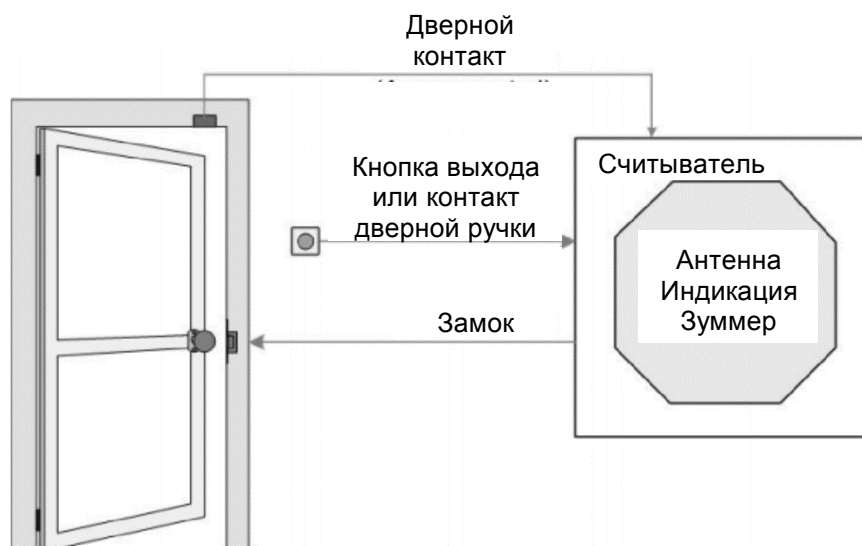 Дверной
контакт
Кнопка выхода
или контакт
дверной ручки
Считыватель
Антенна
Индикация
Зуммер
Замок